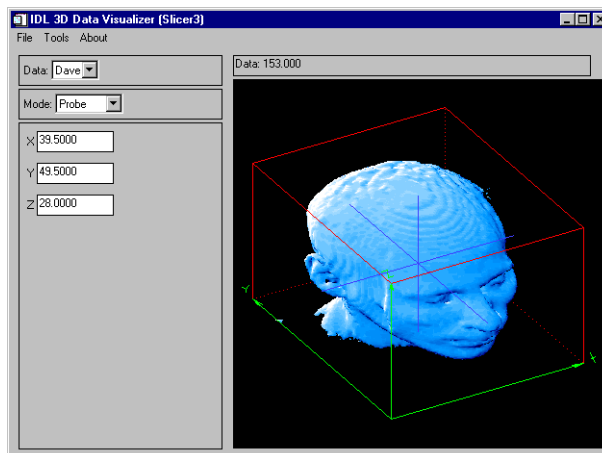 IDL 3D Data Visualizer (Slicer3)
File Tools About
Data: Dave
Data: 153.000
Mode: Probe
X 39.5000
Y 49.5000
Z 28.0000
Y
X